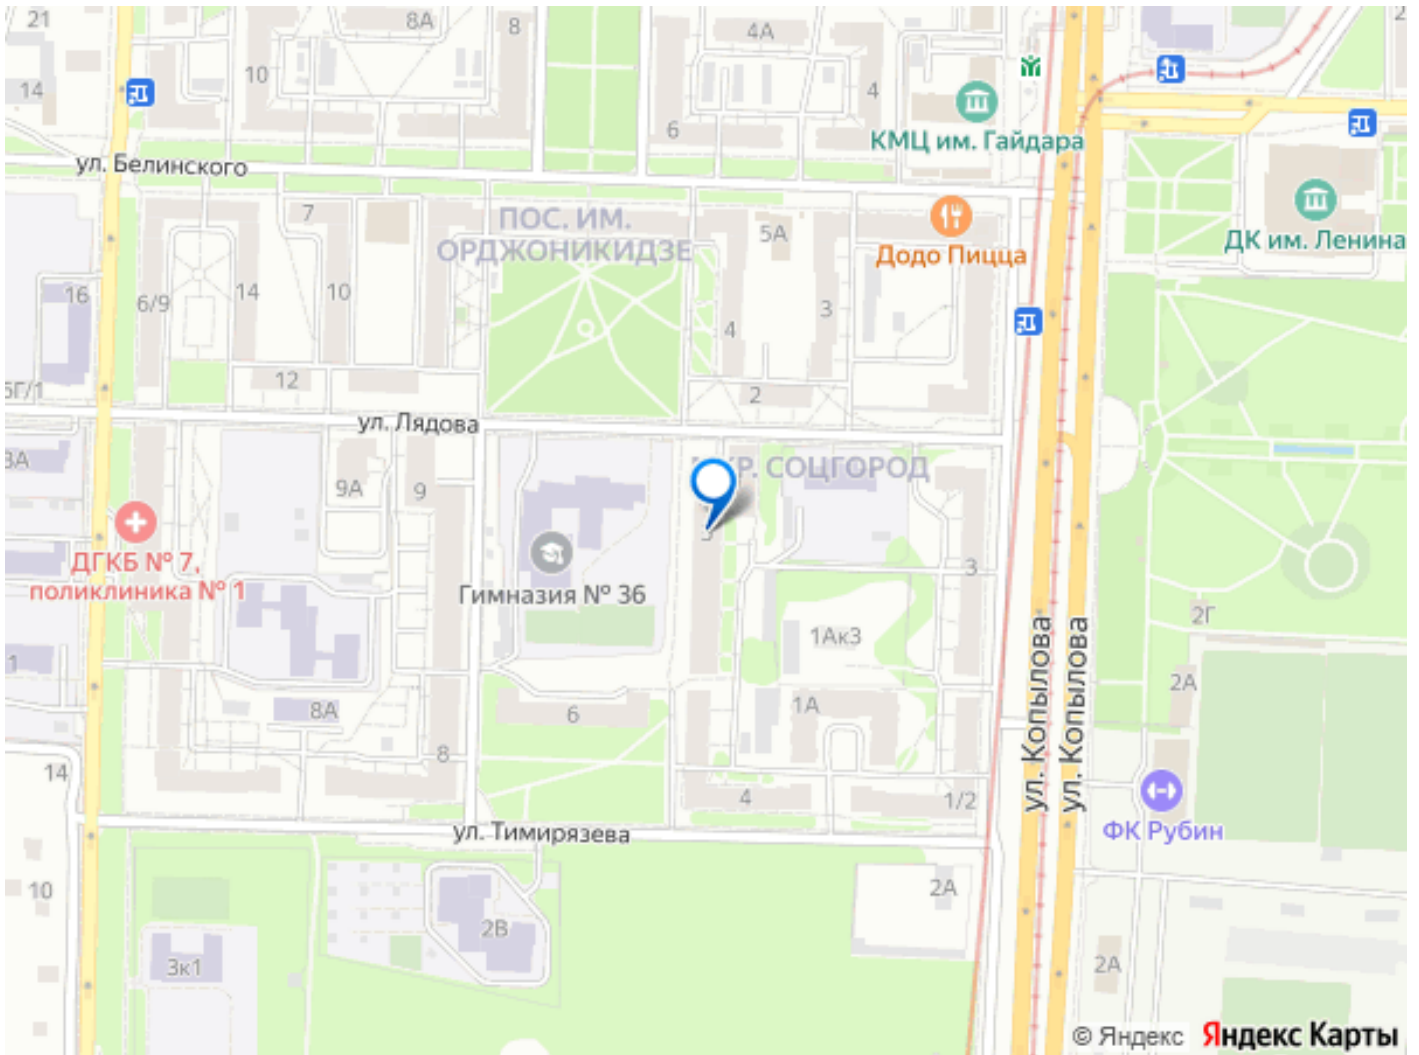 21
8А
8
4А
10
14
4
6
КМЦ им. Гайдара
ул. Белинского
7
ПОС. ИМ.
ОРДЖОНИКИДЗЕ
5А
Додо Пицца
ДК им. Ленина
16
6/9
14
10
3
4
12
2
ул. Лядова
КР. СОЦГОРОД
9А
9
3
3
ДГКБ № 7,
поликлиника № 1
Гимназия № 36
2Г
1Ак3
ул. Копылова
ул. Копылова
1
2А
8А
6
1А
8
14
4
1/2
ФК Рубин
ул. Тимирязева
10
2А
2В
3к1
2А
© Яндекс Яндекс Карты